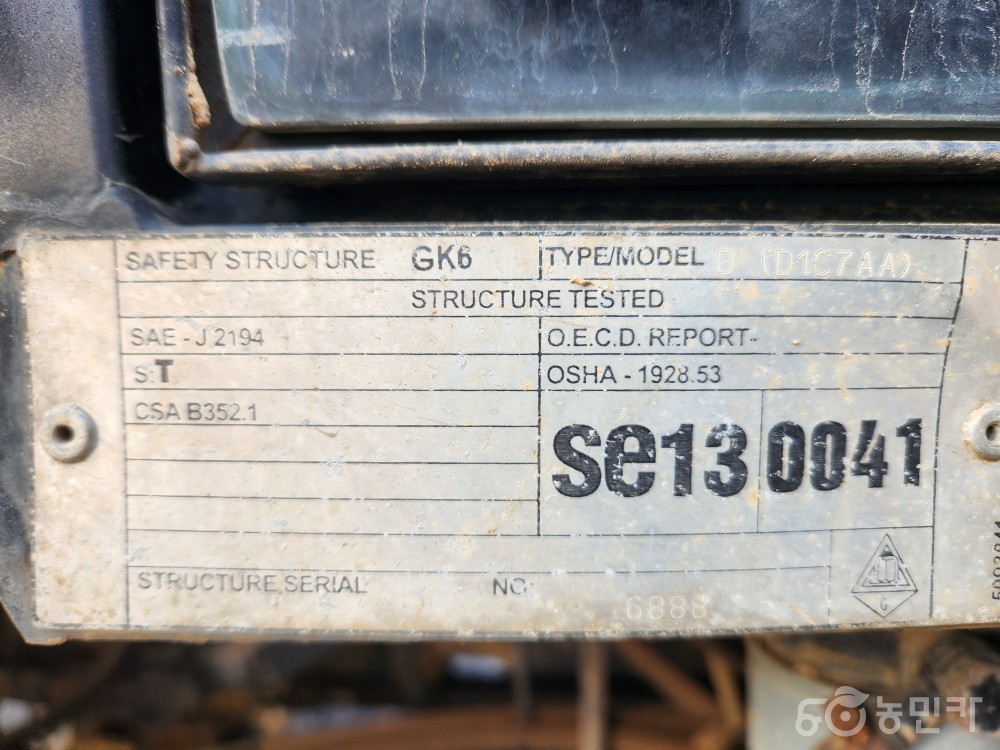 SAFETY STRUCTURE GK6 TYPE/MODEL D (D1C7AA)
STRUCTURE TESTED
SAE - J 2194 O.E.C.D. REPORT-
S:T OSHA - 1928.53
CSA B352.1
se13 0041
STRUCTURE SERIAL NO:
6888
G
농민카